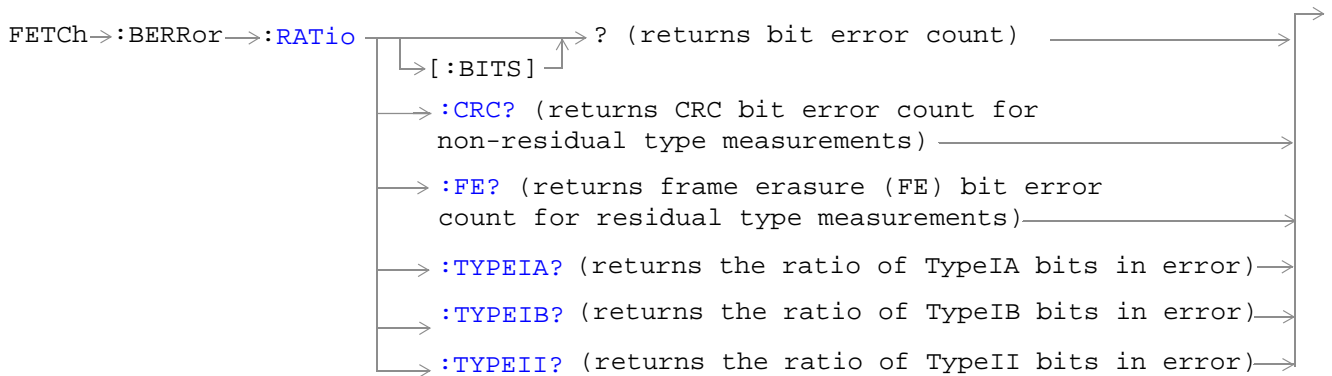 FETCh :BERRor :RATio ? (returns bit error count)
[:BITS]
:CRC? (returns CRC bit error count for
non-residual type measurements)
:FE? (returns frame erasure (FE) bit error
count for residual type measurements)
:TYPEIA? (returns the ratio of TypeIA bits in error)
:TYPEIB? (returns the ratio of TypeIB bits in error)
:TYPEII? (returns the ratio of TypeII bits in error)